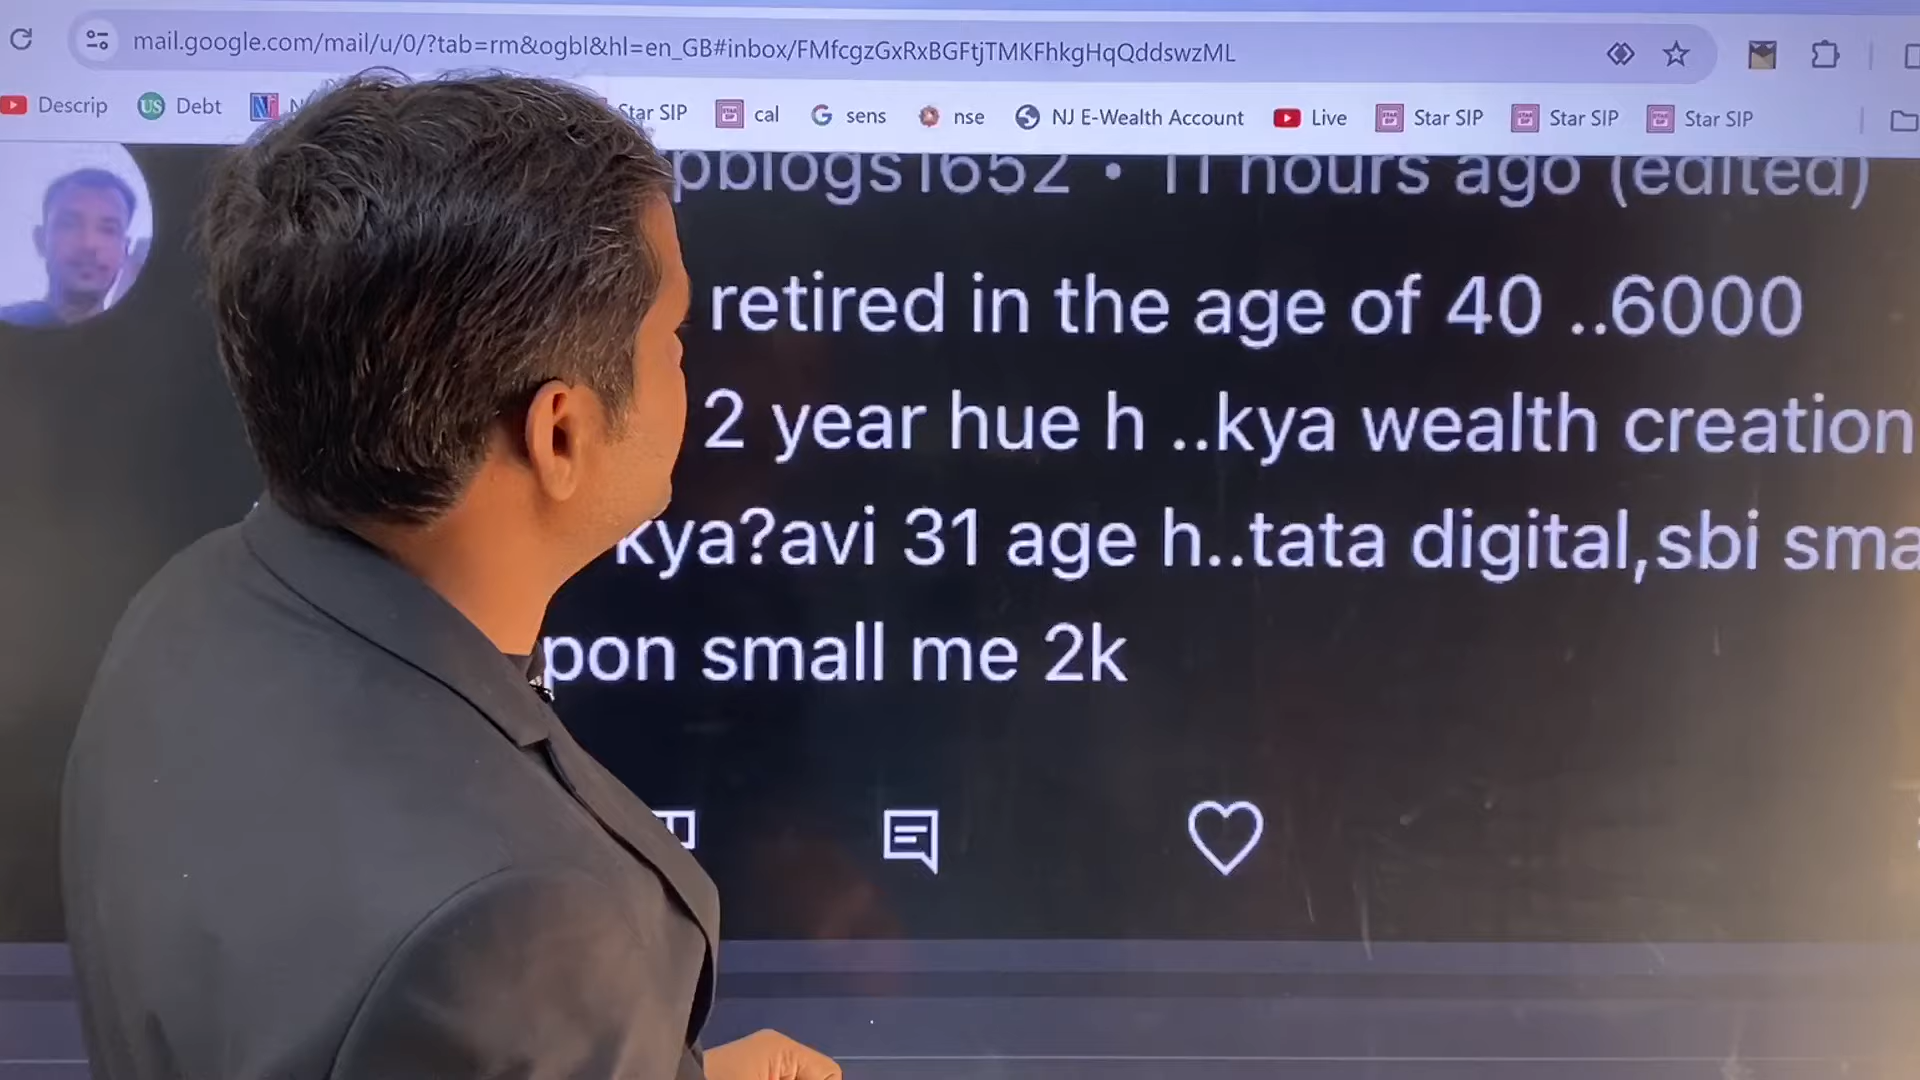 mail.google.com/mail/u/0/?tab=rm&ogbl&hl=en_GB#inbox/FMfcgzGxRxBGFtjTMKFhkgHqQddswzML
Descrip US Debt Star SIP cal sens nse NJ E-Wealth Account Live Star SIP Star SIP Star SIP
pblogs1652 • 11 hours ago (edited)
retired in the age of 40 ..6000
2 year hue h ..kya wealth creation
kya?avi 31 age h..tata digital,sbi sma
pon small me 2k